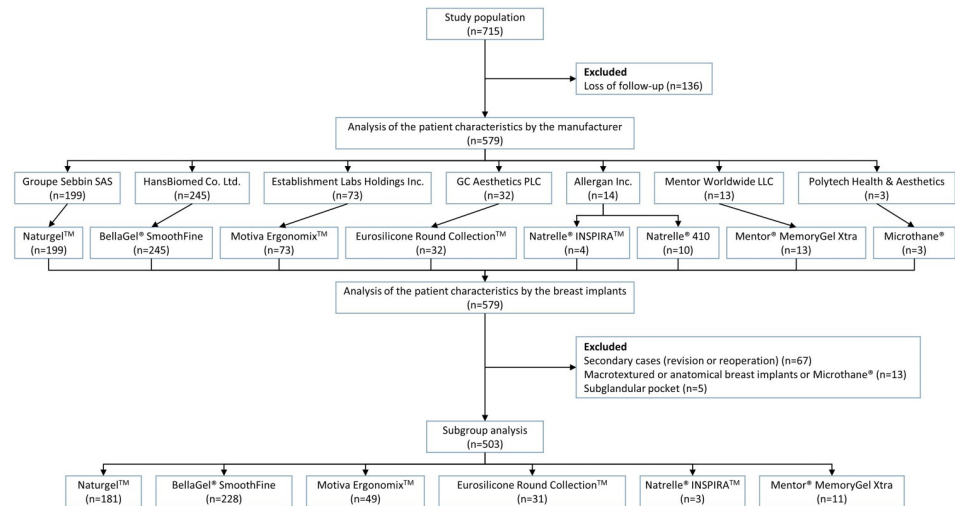 Study population
(n=715)
Excluded
Loss of follow-up (n=136)
Analysis of the patient characteristics by the manufacturer
(n=579)
Groupe Sebbin SAS
(n=199)
HansBiomed Co. Ltd.
(n=245)
Establishment Labs Holdings Inc.
(n=73)
GC Aesthetics PLC
(n=32)
Allergan Inc.
(n=14)
Mentor Worldwide LLC
(n=13)
Polytech Health & Aesthetics
(n=3)
Naturgel™
(n=199)
BellaGel® SmoothFine
(n=245)
Motiva Ergonomix™
(n=73)
Eurosilicone Round Collection™
(n=32)
Natrelle® INSPIRA™
(n=4)
Natrelle® 410
(n=10)
Mentor® MemoryGel Xtra
(n=13)
Microthane®
(n=3)
Analysis of the patient characteristics by the breast implants
(n=579)
Excluded
Secondary cases (revision or reoperation) (n=67)
Macrotextured or anatomical breast implants or Microthane® (n=13)
Subglandular pocket (n=5)
Subgroup analysis
(n=503)
Naturgel™
(n=181)
BellaGel® SmoothFine
(n=228)
Motiva Ergonomix™
(n=49)
Eurosilicone Round Collection™
(n=31)
Natrelle® INSPIRA™
(n=3)
Mentor® MemoryGel Xtra
(n=11)